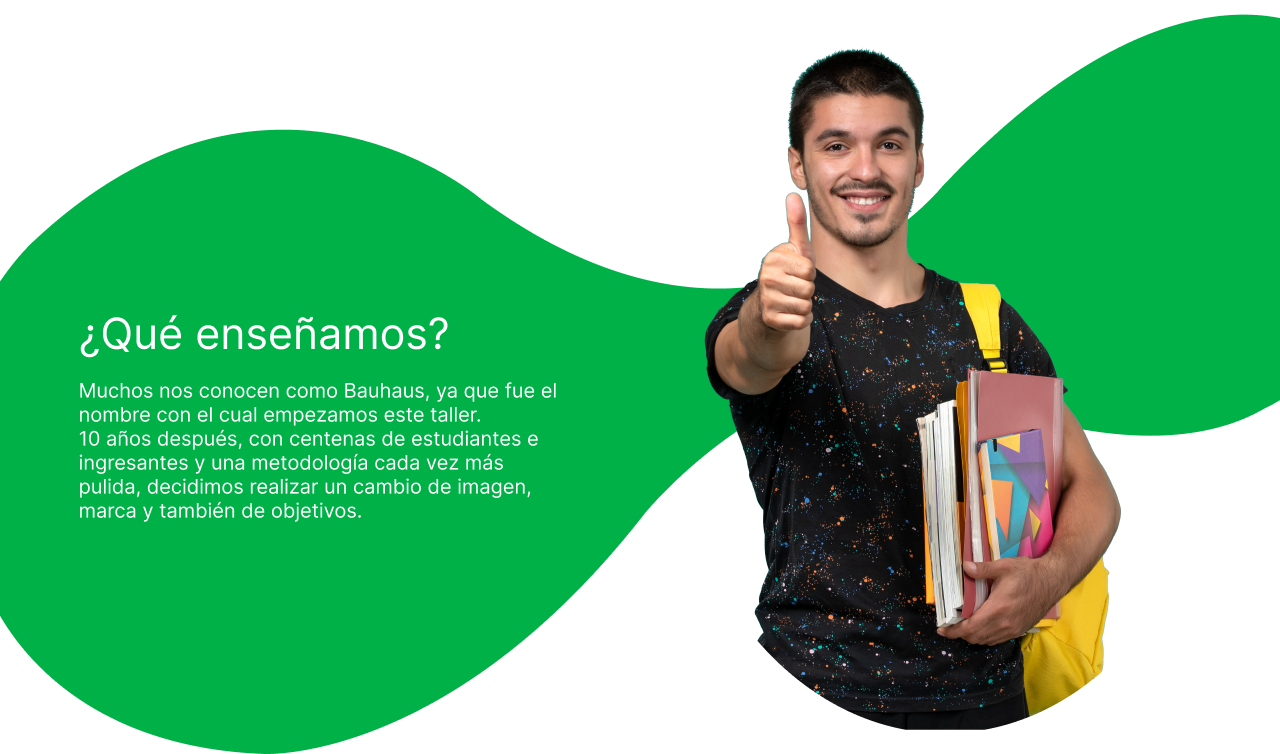 ¿Qué enseñamos?
Muchos nos conocen como Bauhaus, ya que fue el
nombre con el cual empezamos este taller.
10 años después, con centenas de estudiantes e
ingresantes y una metodología cada vez más
pulida, decidimos realizar un cambio de imagen,
marca y también de objetivos.